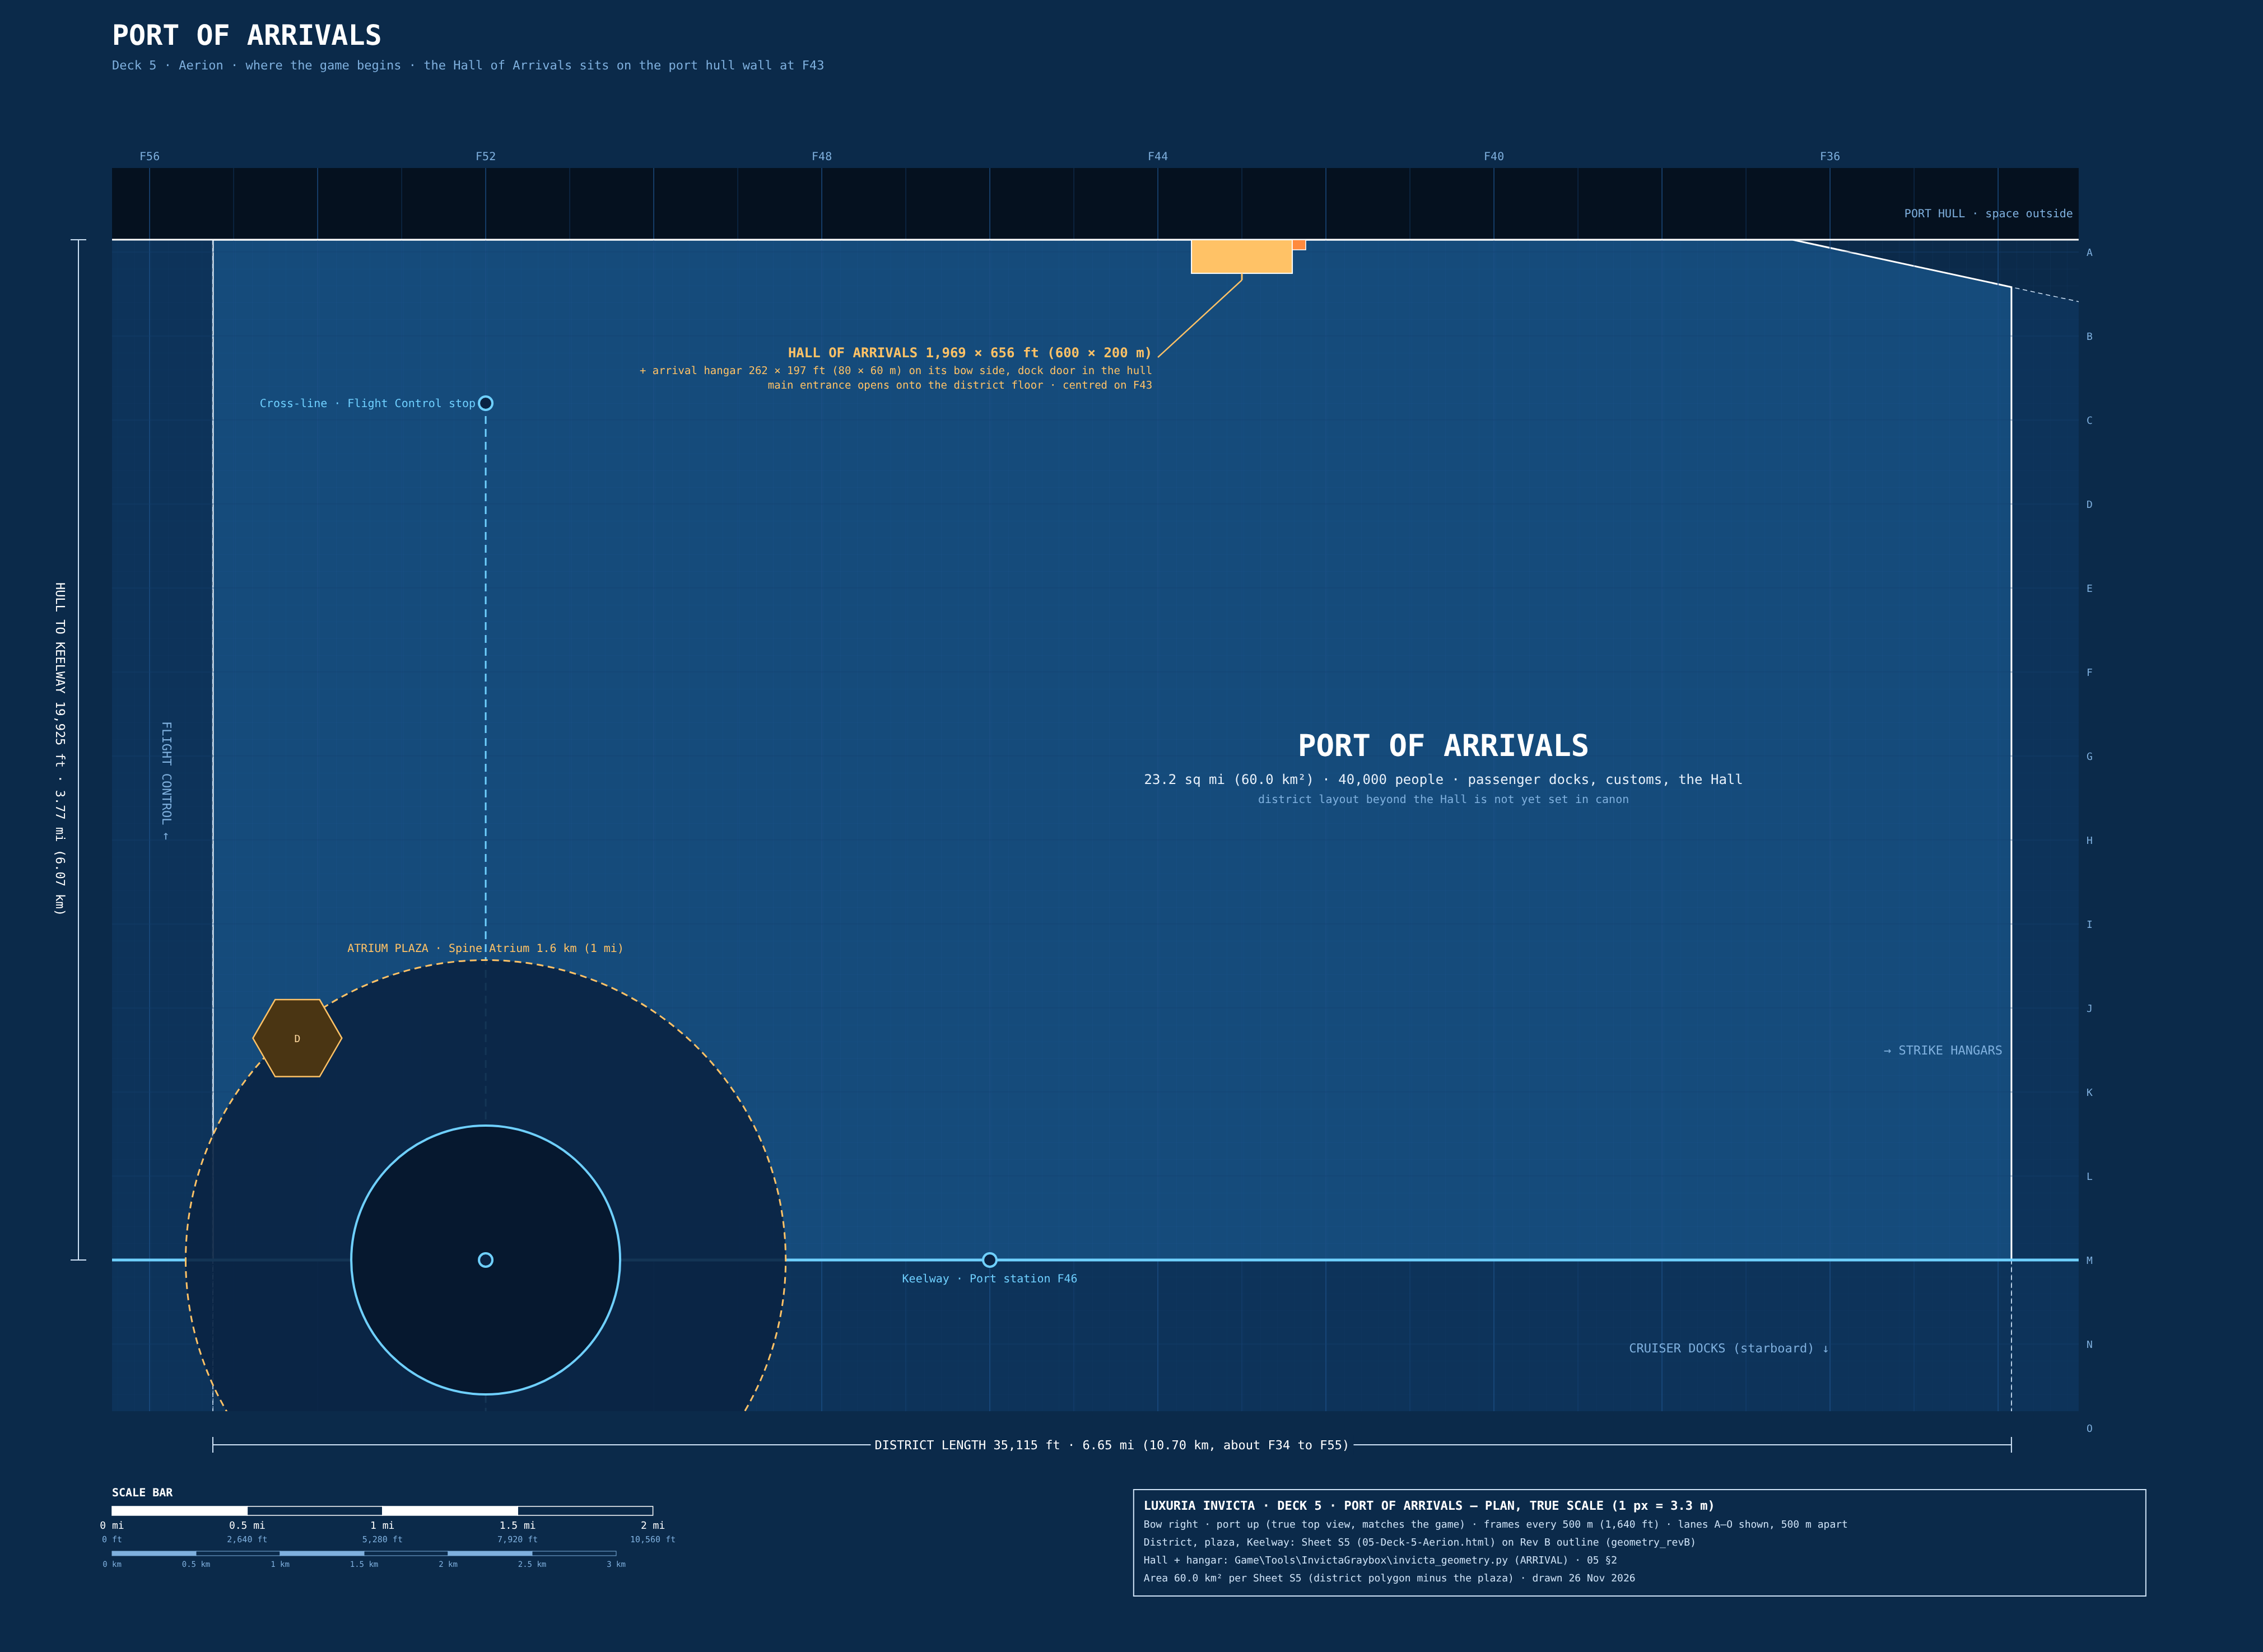 PORT OF ARRIVALS
Deck 5 · Aerion · where the game begins · the Hall of Arrivals sits on the port hull wall at F43
F56
F52
F48
F44
F40
F36
PORT HULL · space outside
A
B
HALL OF ARRIVALS 1,969 × 656 ft (600 × 200 m)
+ arrival hangar 262 × 197 ft (80 × 60 m) on its bow side, dock door in the hull
main entrance opens onto the district floor · centred on F43
Cross-line · Flight Control stop
C
D
E
F
HULL TO KEELWAY 19,925 ft · 3.77 mi (6.07 km)
FLIGHT CONTROL ←
PORT OF ARRIVALS
G
23.2 sq mi (60.0 km²) · 40,000 people · passenger docks, customs, the Hall
district layout beyond the Hall is not yet set in canon
H
I
ATRIUM PLAZA · Spine Atrium 1.6 km (1 mi)
J
D
→ STRIKE HANGARS
K
L
M
Keelway · Port station F46
N
CRUISER DOCKS (starboard) ↓
O
DISTRICT LENGTH 35,115 ft · 6.65 mi (10.70 km, about F34 to F55)
SCALE BAR
0 mi 0.5 mi 1 mi 1.5 mi 2 mi
0 ft 2,640 ft 5,280 ft 7,920 ft 10,560 ft
0 km 0.5 km 1 km 1.5 km 2 km 2.5 km 3 km
LUXURIA INVICTA · DECK 5 · PORT OF ARRIVALS — PLAN, TRUE SCALE (1 px = 3.3 m)
Bow right · port up (true top view, matches the game) · frames every 500 m (1,640 ft) · lanes A–O shown, 500 m apart
District, plaza, Keelway: Sheet S5 (05-Deck-5-Aerion.html) on Rev B outline (geometry_revB)
Hall + hangar: Game\Tools\InvictaGraybox\invicta_geometry.py (ARRIVAL) · 05 §2
Area 60.0 km² per Sheet S5 (district polygon minus the plaza) · drawn 26 Nov 2026